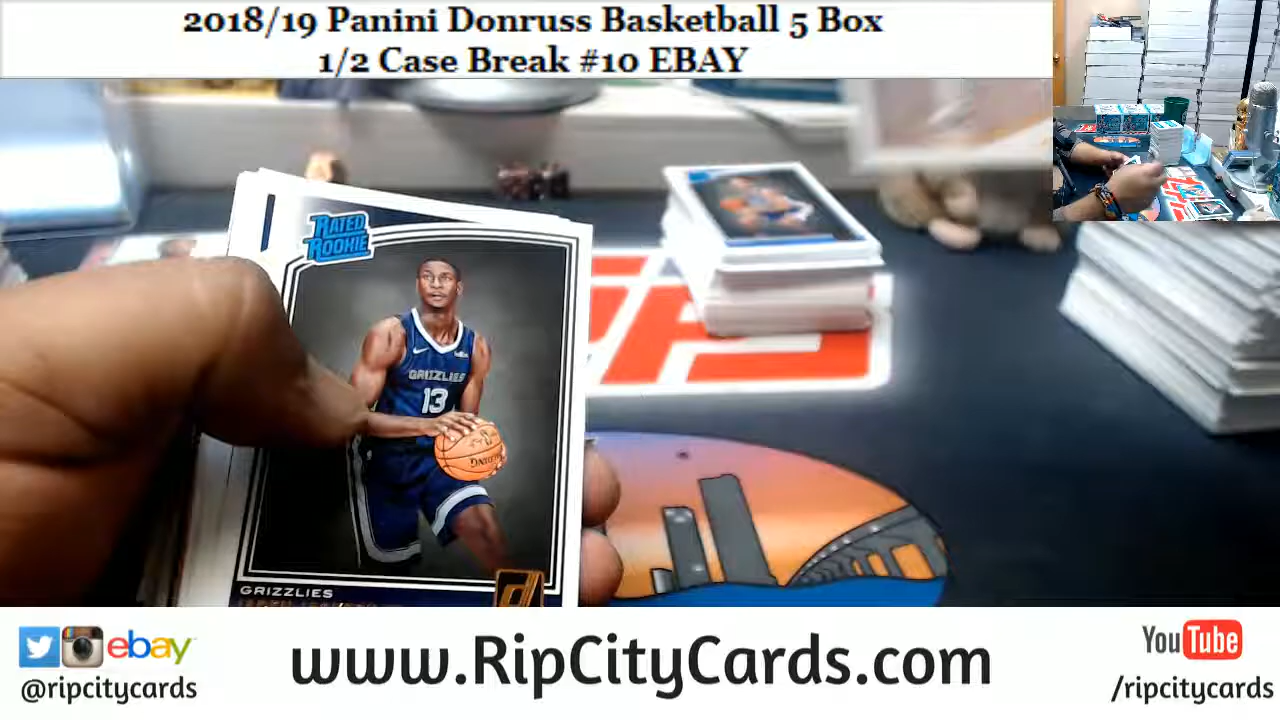 2018/19 Panini Donruss Basketball 5 Box
1/2 Case Break #10 EBAY
RATED
ROOKIE
GRIZZLIES
13
GRIZZLIES
ebay
@ripcitycards
www.RipCityCards.com
YouTube
/ripcitycards